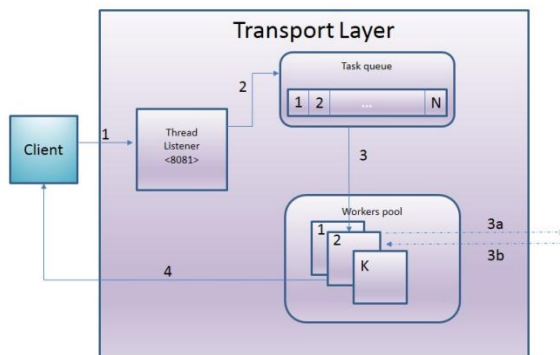 Transport Layer
Task queue
1 2 ... N
2
1
Thread
Listener
<8081>
Client
3
Workers pool
1
2
K
3a
3b
4